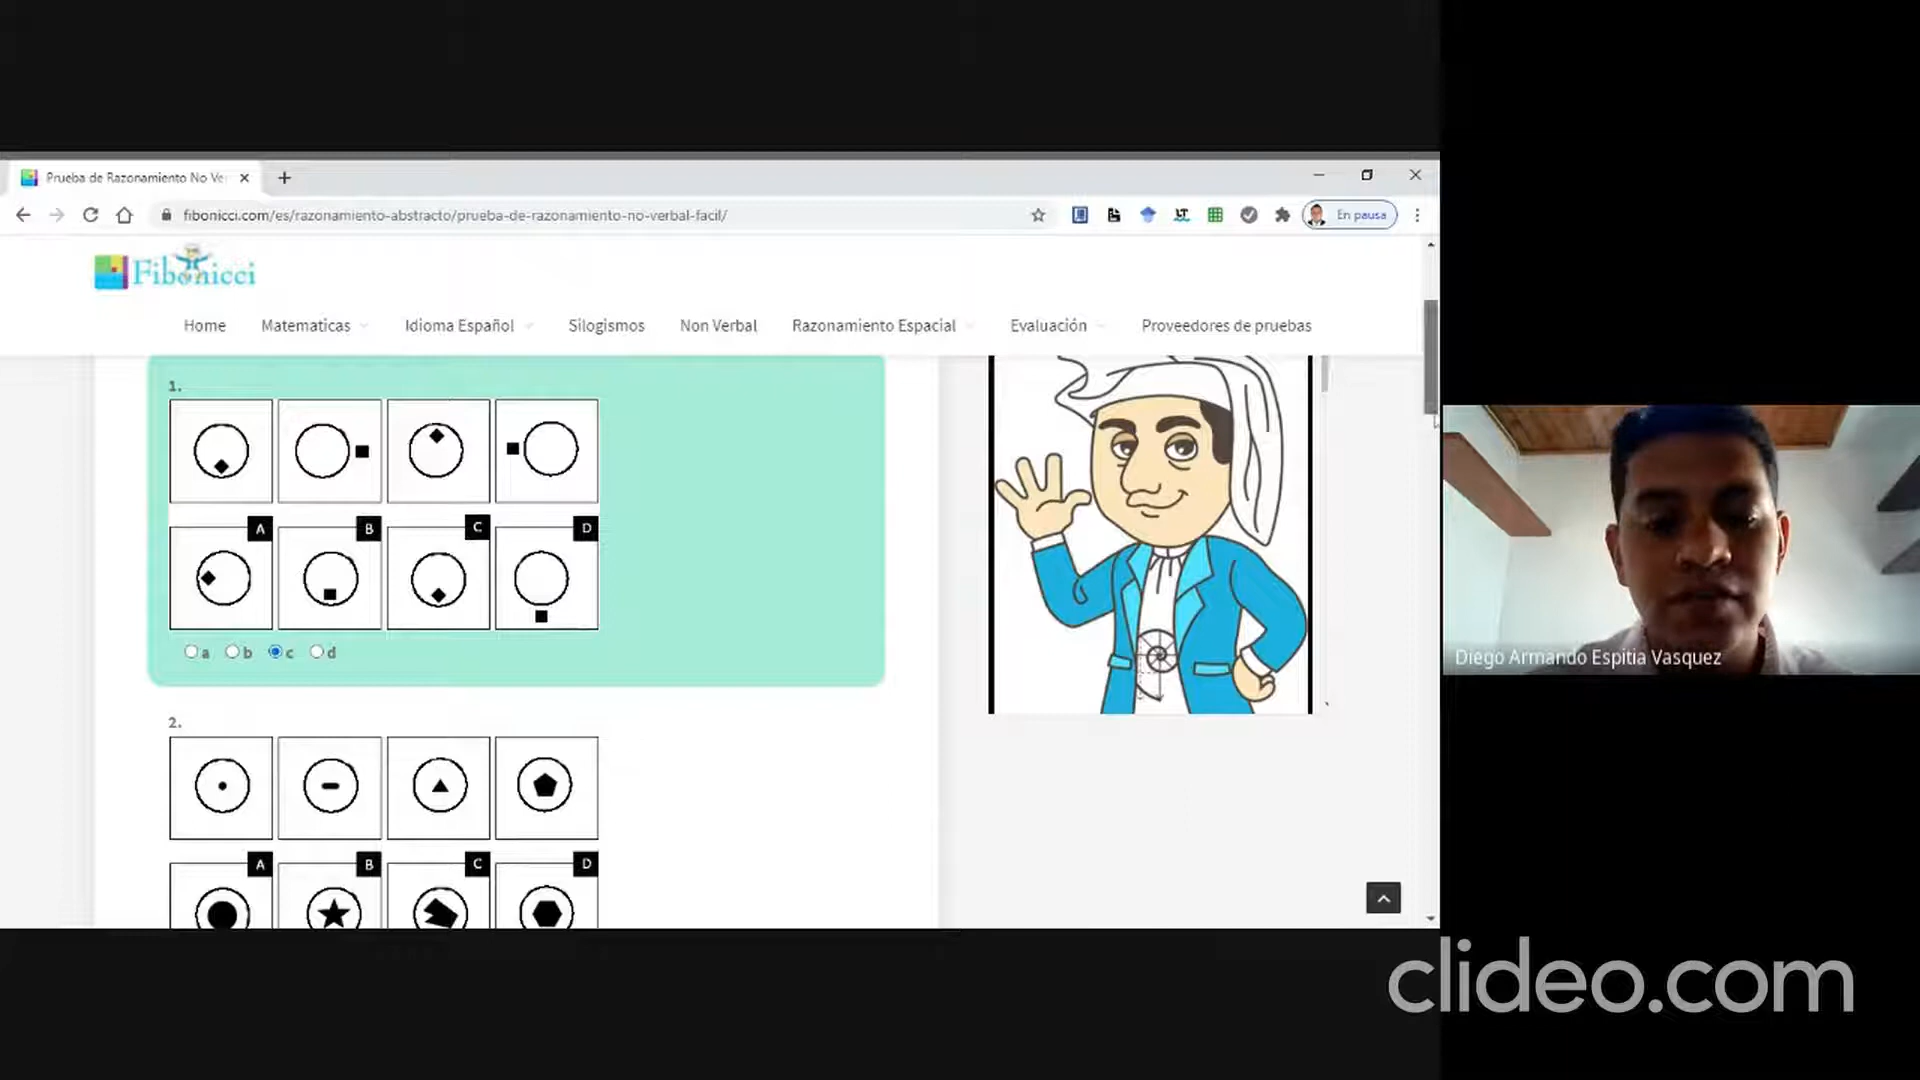 Prueba de Razonamiento No Ve
fibonicci.com/es/razonamiento-abstracto/prueba-de-razonamiento-no-verbal-facil/
En pausa
Fibonicci
Home Matematicas Idioma Español Silogismos Non Verbal Razonamiento Espacial Evaluación Proveedores de pruebas
1.
A B C D
a b c d
2.
A B C D
Diego Armando Espitia Vasquez
clideo.com